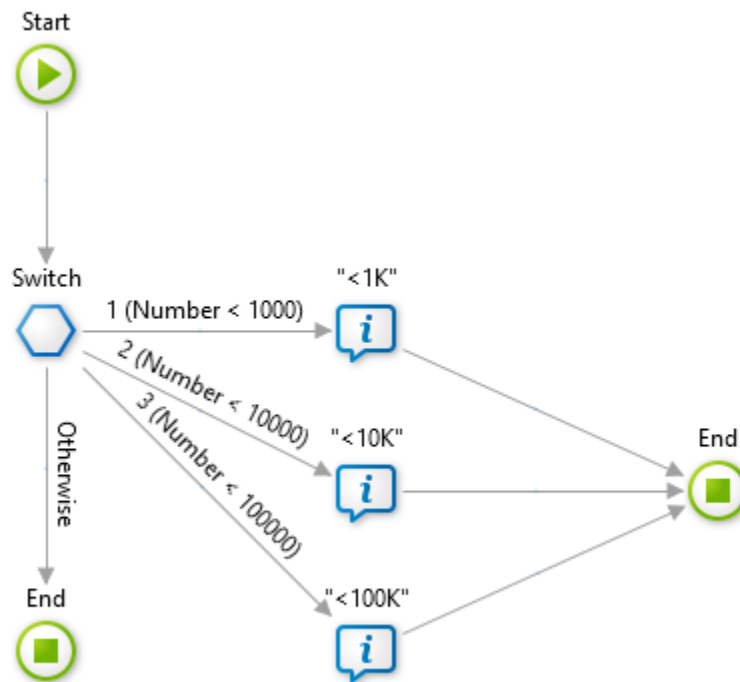 Start
Switch
"<1K"
1 (Number < 1000)
2 (Number < 10000)
3 (Number < 100000)
Otherwise
"<10K"
End
End
"<100K"